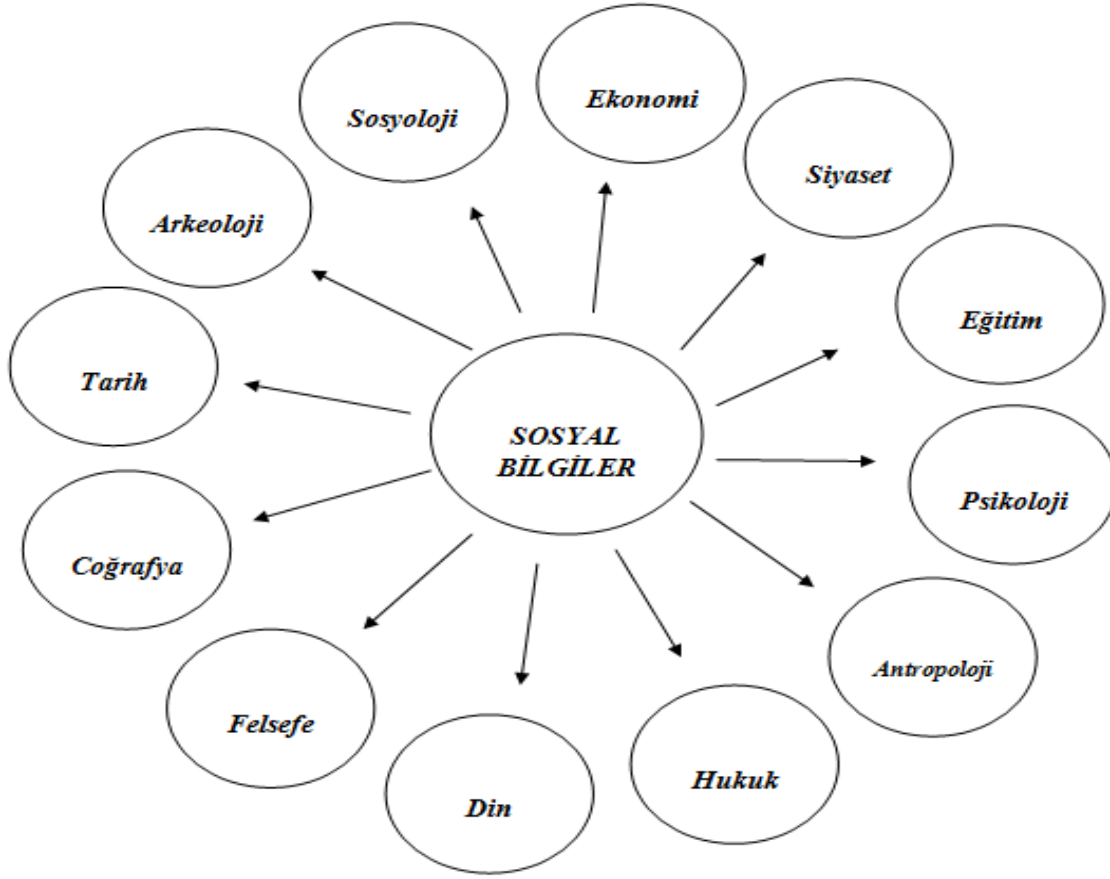 Ekonomi
Sosyoloji
Siyaset
Arkeoloji
Eğitim
Tarih
SOSYAL
BİLGİLER
Psikoloji
Coğrafya
Antropoloji
Felsefe
Hukuk
Din